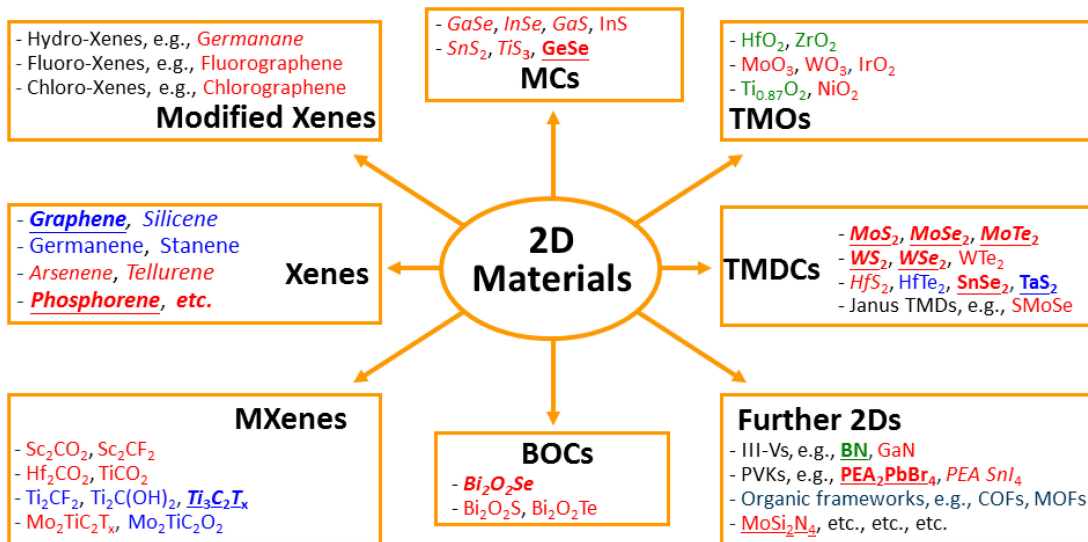 - Hydro-Xenes, e.g., Germanane
- Fluoro-Xenes, e.g., Fluorographene
- Chloro-Xenes, e.g., Chlorographene
Modified Xenes
- GaSe, InSe, GaS, InS
- SnS₂, TiS₃, GeSe
MCs
- HfO₂, ZrO₂
- MoO₃, WO₃, IrO₂
- Ti₀.₈₇O₂, NiO₂
TMOs
- Graphene, Silicene
- Germanene, Stanene
- Arsenene, Tellurene
- Phosphorene, etc.
Xenes
2D
Materials
TMDCs
- MoS₂, MoSe₂, MoTe₂
- WS₂, WSe₂, WTe₂
- HfS₂, HfTe₂, SnSe₂, TaS₂
- Janus TMDs, e.g., SMoSe
MXenes
- Sc₂CO₂, Sc₂CF₂
- Hf₂CO₂, TiCO₂
- Ti₂CF₂, Ti₂C(OH)₂, Ti₃C₂Tₓ
- Mo₂TiC₂Tₓ, Mo₂TiC₂O₂
BOCs
- Bi₂O₂Se
- Bi₂O₂S, Bi₂O₂Te
Further 2Ds
- III-Vs, e.g., BN, GaN
- PVKs, e.g., PEA₂PbBr₄, PEA SnI₄
- Organic frameworks, e.g., COFs, MOFs
- MoSi₂N₄, etc., etc., etc.